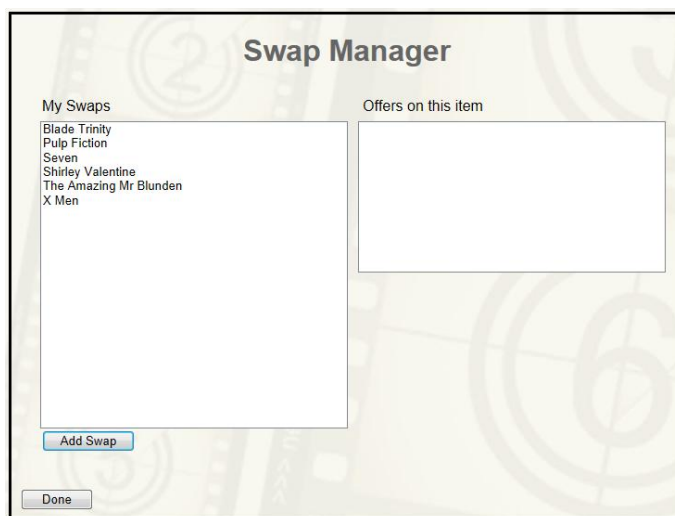 Swap Manager
My Swaps
Offers on this item
Blade Trinity
Pulp Fiction
Seven
Shirley Valentine
The Amazing Mr Blunden
X Men
Add Swap
Done